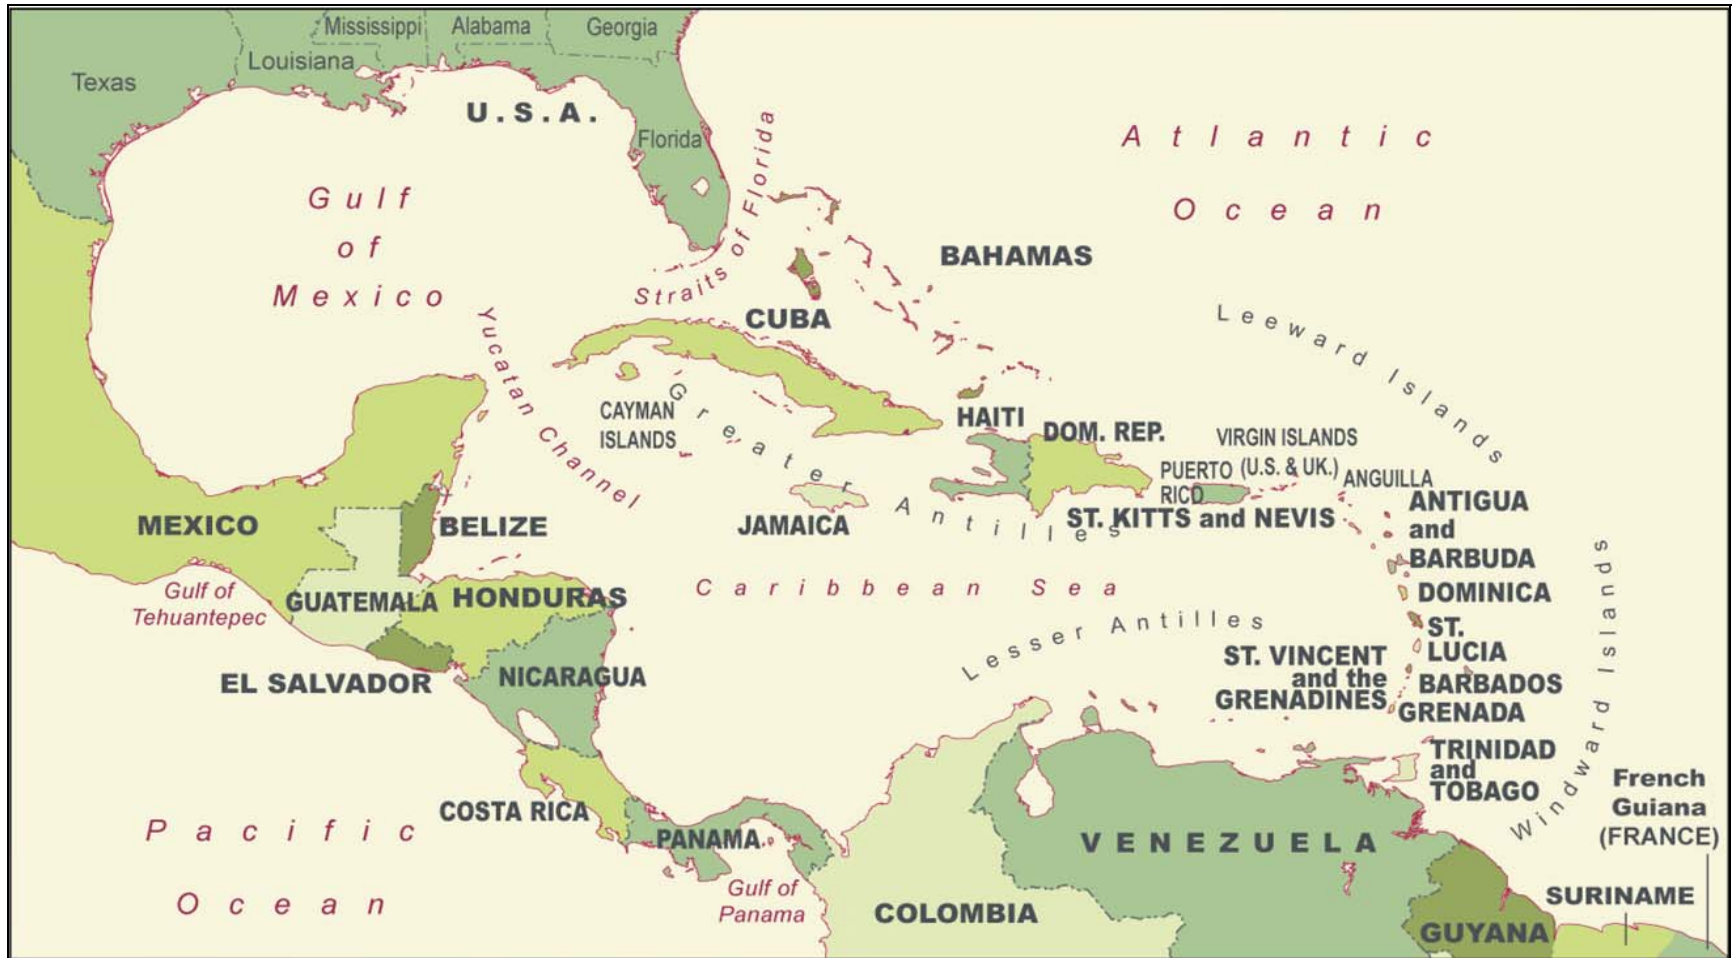 Mississippi
Alabama
Georgia
Louisiana
Texas
U.S.A.
Florida
Atlantic
Ocean
Gulf
of
Mexico
Straits of Florida
BAHAMAS
Yucatan Channel
CUBA
Leeward Islands
CAYMAN
ISLANDS
Greater Antilles
HAITI
DOM. REP.
VIRGIN ISLANDS
(U.S. & UK.)
PUERTO
RICO
ANGUILLA
ANTIGUA
and
BARBUDA
MEXICO
BELIZE
JAMAICA
ST. KITTS and NEVIS
Gulf of
Tehuantepec
GUATEMALA
HONDURAS
Caribbean Sea
DOMINICA
Lesser Antilles
ST.
LUCIA
ST. VINCENT
and the
GRENADINES
EL SALVADOR
NICARAGUA
BARBADOS
GRENADA
Windward Islands
TRINIDAD
and
TOBAGO
French
Guiana
(FRANCE)
COSTA RICA
PANAMA
VENEZUELA
Pacific
Ocean
Gulf of
Panama
COLOMBIA
SURINAME
GUYANA